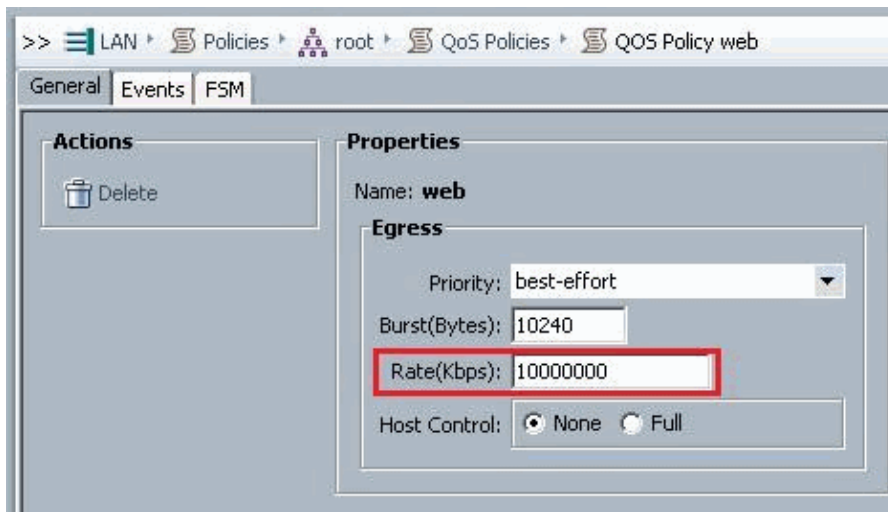 >> LAN Policies root QoS Policies QOS Policy web
General Events FSM
Actions
Delete
Properties
Name: web
Egress
Priority: best-effort
Burst(Bytes): 10240
Rate(Kbps): 10000000
Host Control: None Full